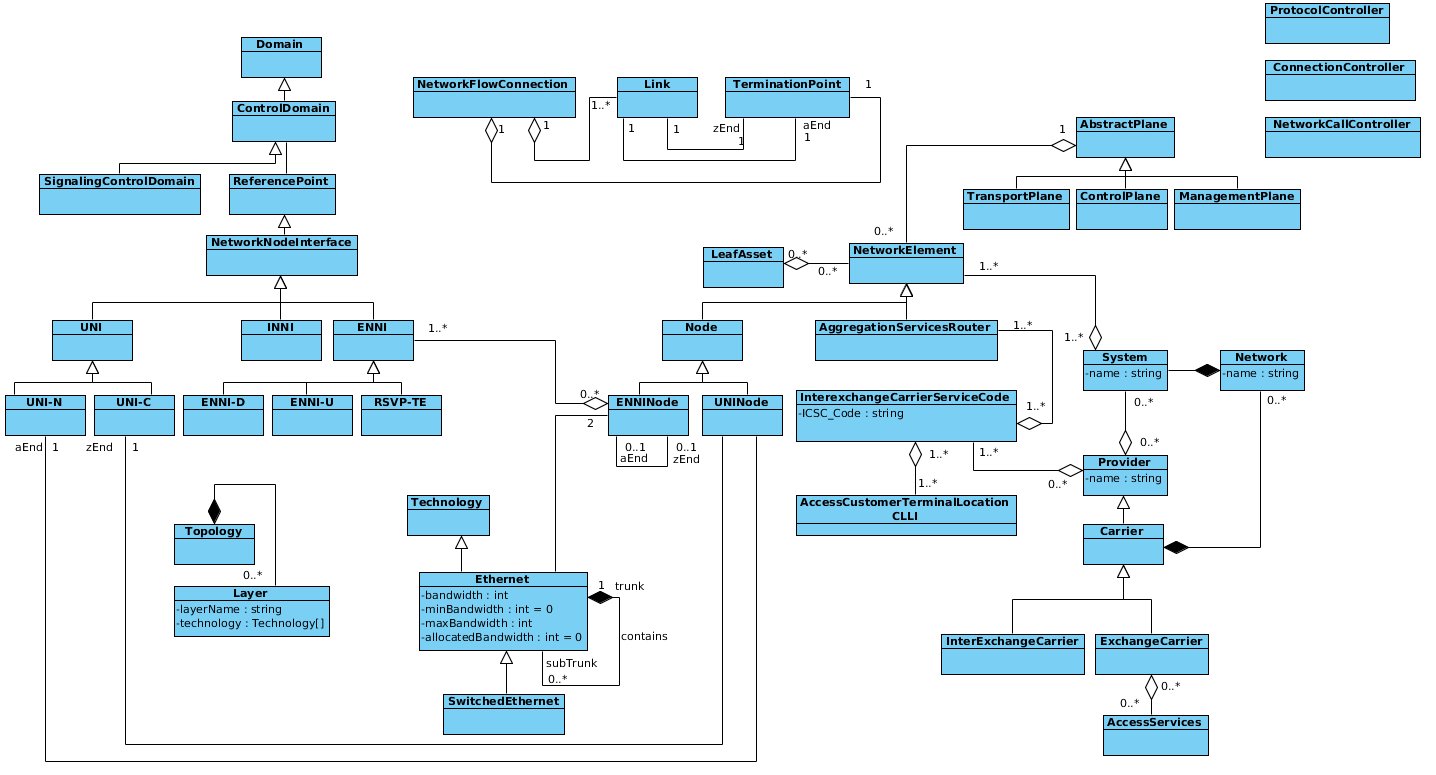 ProtocolController
ConnectionController
NetworkCallController
Domain
ControlDomain
SignalingControlDomain
ReferencePoint
NetworkNodeInterface
UNI
INNI
ENNI
1..*
UNI-N
UNI-C
ENNI-D
ENNI-U
RSVP-TE
aEnd
1
zEnd
1
NetworkFlowConnection
Link
TerminationPoint
1
1
1..*
1
1
zEnd
1
aEnd
1
1
AbstractPlane
1
TransportPlane
ControlPlane
ManagementPlane
0..*
LeafAsset
0..*
0..*
NetworkElement
1..*
Node
AggregationServicesRouter
1..*
1..*
System
-name : string
Network
-name : string
0..*
0..*
0..*
ENNINode
2
UNINode
0..1
aEnd
0..1
zEnd
InterexchangeCarrierServiceCode
-ICSC_Code : string
1..*
1..*
1..*
1..*
0..*
0..*
Provider
-name : string
AccessCustomerTerminalLocation
CLLI
Carrier
Topology
0..*
Layer
-layerName : string
-technology : Technology[]
Technology
Ethernet
-bandwidth : int
-minBandwidth : int = 0
-maxBandwidth : int
-allocatedBandwidth : int = 0
1
trunk
contains
subTrunk
0..*
SwitchedEthernet
InterExchangeCarrier
ExchangeCarrier
0..*
0..*
AccessServices